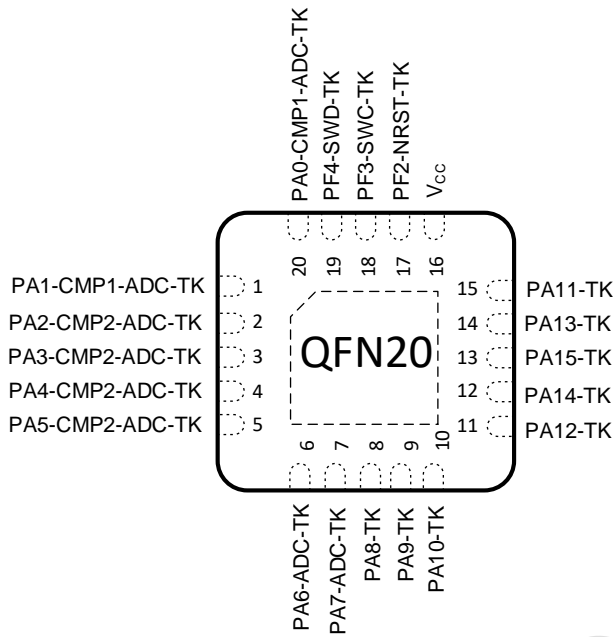 PA0-CMP1-ADC-TK
PF4-SWD-TK
PF3-SWC-TK
PF2-NRST-TK
VCC
20
19
18
17
16
PA1-CMP1-ADC-TK 1
PA2-CMP2-ADC-TK 2
PA3-CMP2-ADC-TK 3
PA4-CMP2-ADC-TK 4
PA5-CMP2-ADC-TK 5
QFN20
15 PA11-TK
14 PA13-TK
13 PA15-TK
12 PA14-TK
11 PA12-TK
6
7
8
9
10
PA6-ADC-TK
PA7-ADC-TK
PA8-TK
PA9-TK
PA10-TK